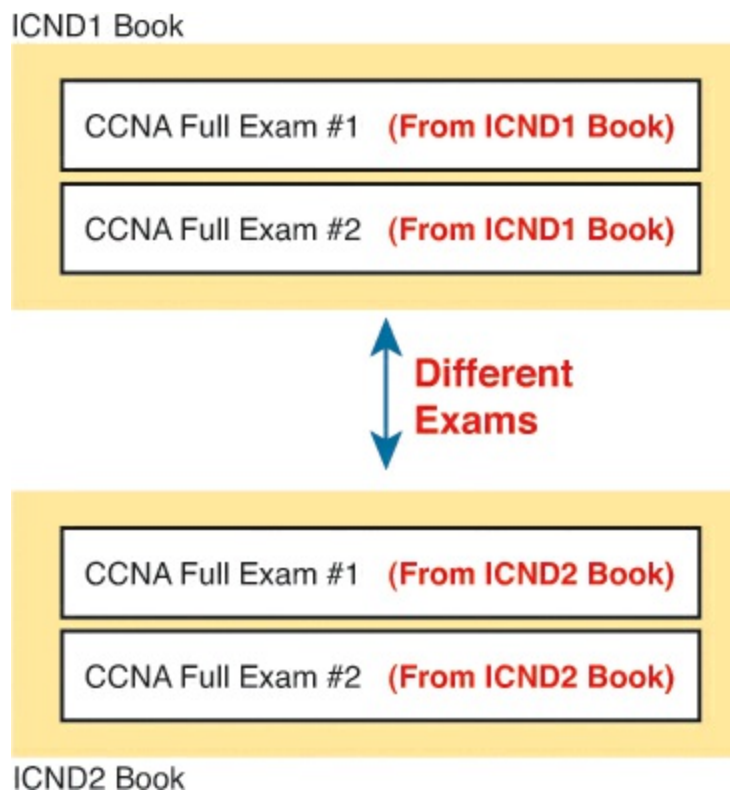 ICND1 Book
CCNA Full Exam #1 (From ICND1 Book)
CCNA Full Exam #2 (From ICND1 Book)
Different
Exams
CCNA Full Exam #1 (From ICND2 Book)
CCNA Full Exam #2 (From ICND2 Book)
ICND2 Book